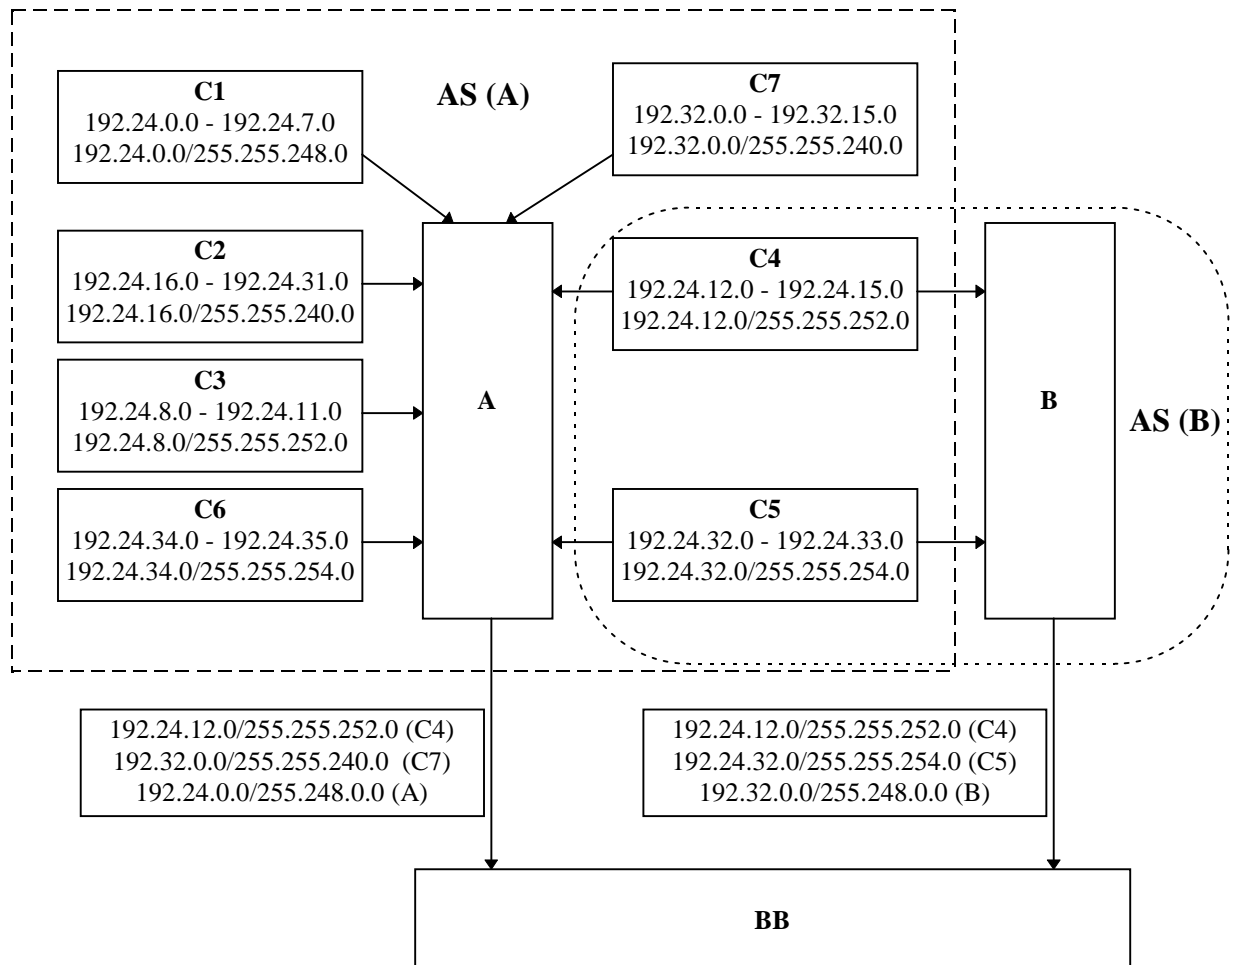 AS (A)
C1
192.24.0.0 - 192.24.7.0
192.24.0.0/255.255.248.0
C7
192.32.0.0 - 192.32.15.0
192.32.0.0/255.255.240.0
C2
192.24.16.0 - 192.24.31.0
192.24.16.0/255.255.240.0
C4
192.24.12.0 - 192.24.15.0
192.24.12.0/255.255.252.0
C3
192.24.8.0 - 192.24.11.0
192.24.8.0/255.255.252.0
A
B
AS (B)
C6
192.24.34.0 - 192.24.35.0
192.24.34.0/255.255.254.0
C5
192.24.32.0 - 192.24.33.0
192.24.32.0/255.255.254.0
192.24.12.0/255.255.252.0 (C4)
192.32.0.0/255.255.240.0 (C7)
192.24.0.0/255.248.0.0 (A)
192.24.12.0/255.255.252.0 (C4)
192.24.32.0/255.255.254.0 (C5)
192.32.0.0/255.248.0.0 (B)
BB